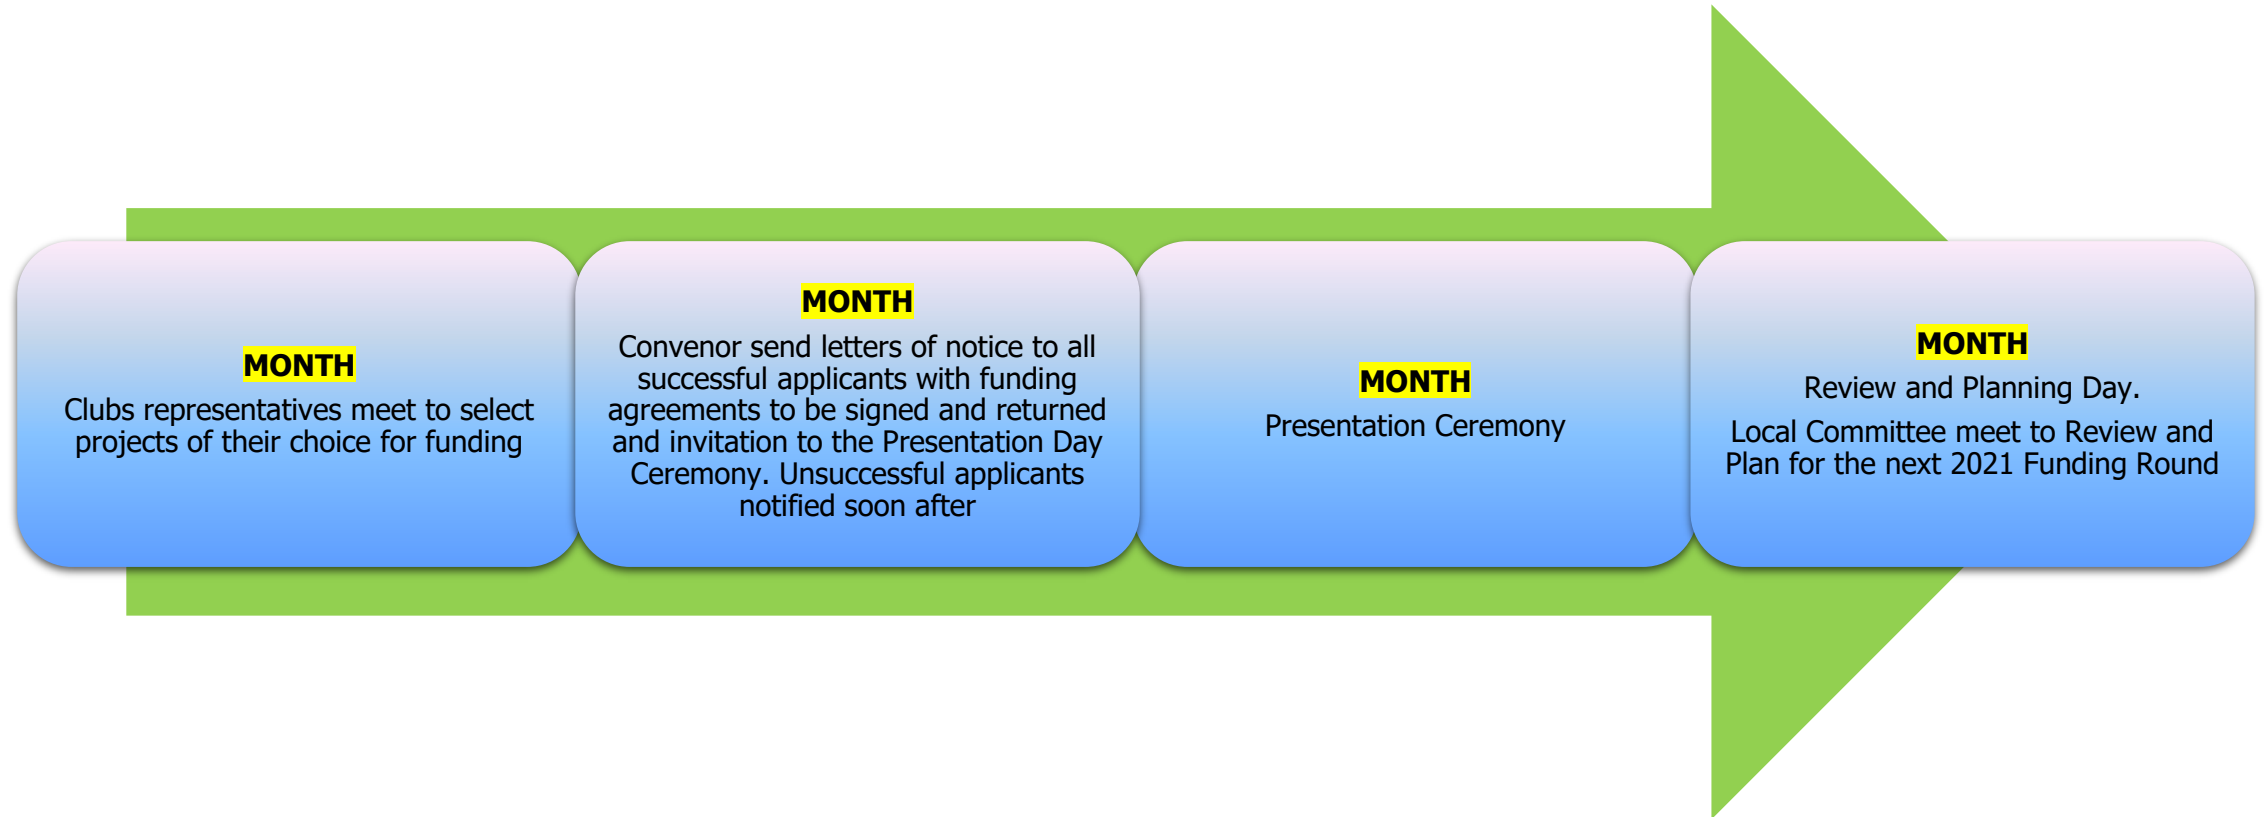 MONTH
Clubs representatives meet to select
projects of their choice for funding
MONTH
Convenor send letters of notice to all
successful applicants with funding
agreements to be signed and returned
and invitation to the Presentation Day
Ceremony. Unsuccessful applicants
notified soon after
MONTH
Presentation Ceremony
MONTH
Review and Planning Day.
Local Committee meet to Review and
Plan for the next 2021 Funding Round